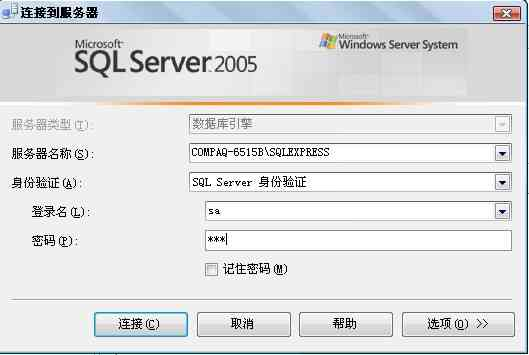 连接到服务器
Microsoft
SQL Server 2005
Microsoft
Windows Server System
服务器类型(T):
数据库引擎
服务器名称(S):
COMPAQ-6515B\SQLEXPRESS
身份验证(A):
SQL Server 身份验证
登录名(L):
sa
密码(P):
***
记住密码(M)
连接(C)
取消
帮助
选项(O) >>